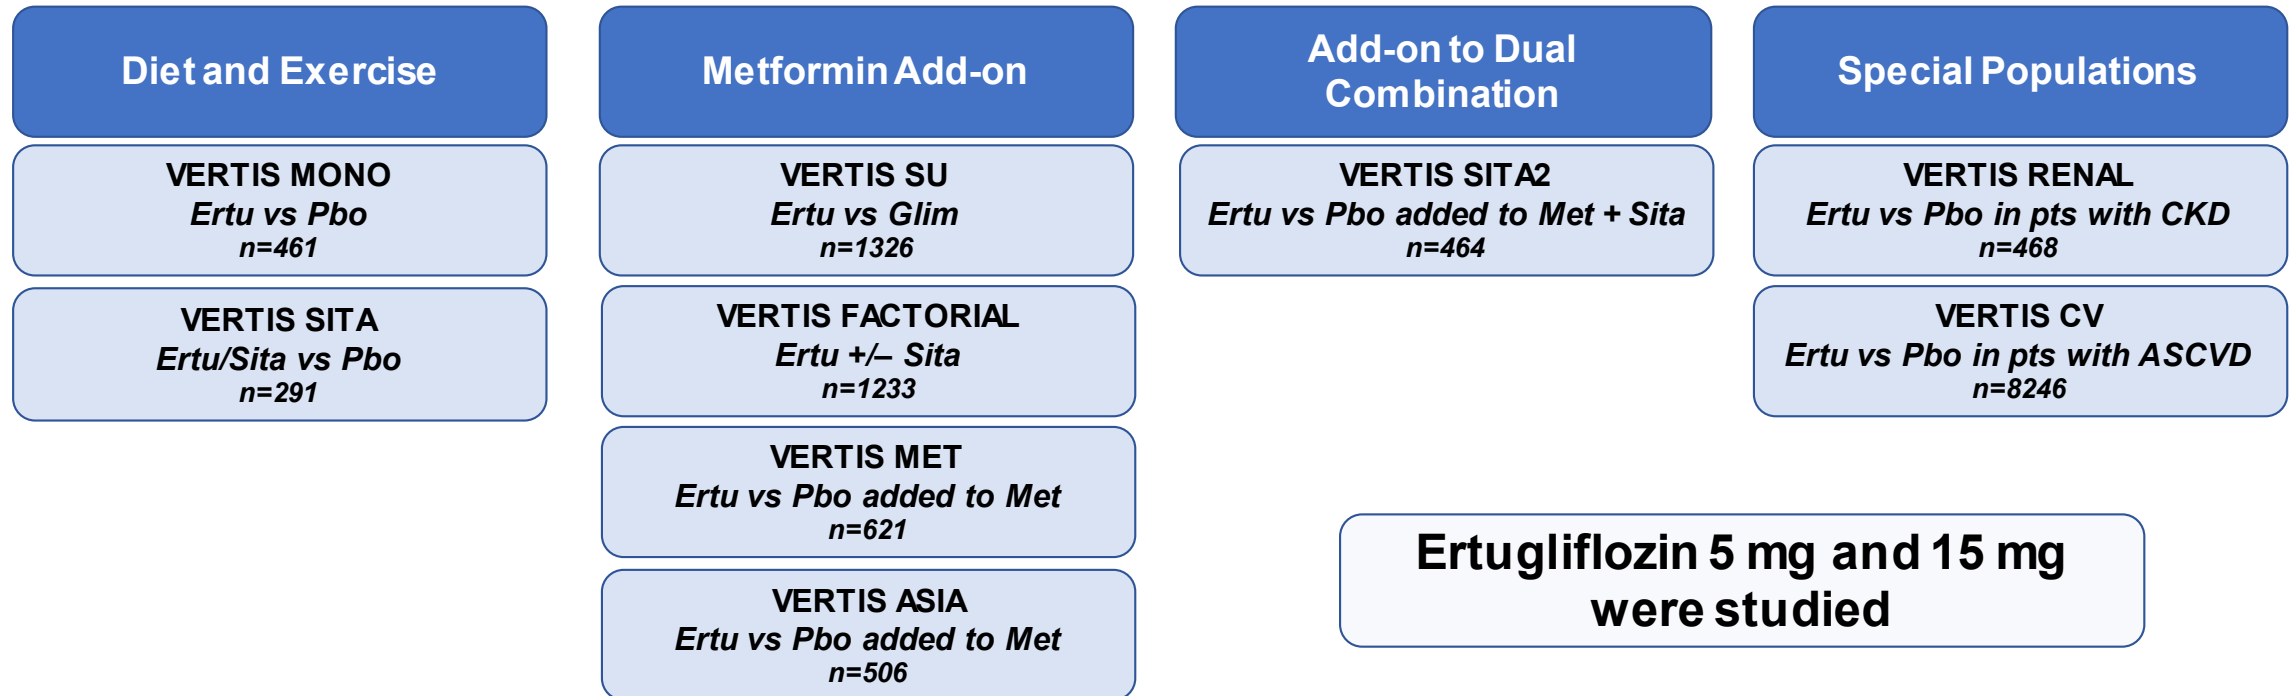 Diet and Exercise
VERTIS MONO
Ertu vs Pbo
n=461
VERTIS SITA
Ertu/Sita vs Pbo
n=291
Metformin Add-on
VERTIS SU
Ertu vs Glim
n=1326
VERTIS FACTORIAL
Ertu +/– Sita
n=1233
VERTIS MET
Ertu vs Pbo added to Met
n=621
VERTIS ASIA
Ertu vs Pbo added to Met
n=506
Add-on to Dual
Combination
VERTIS SITA2
Ertu vs Pbo added to Met + Sita
n=464
Special Populations
VERTIS RENAL
Ertu vs Pbo in pts with CKD
n=468
VERTIS CV
Ertu vs Pbo in pts with ASCVD
n=8246
Ertugliflozin 5 mg and 15 mg
were studied